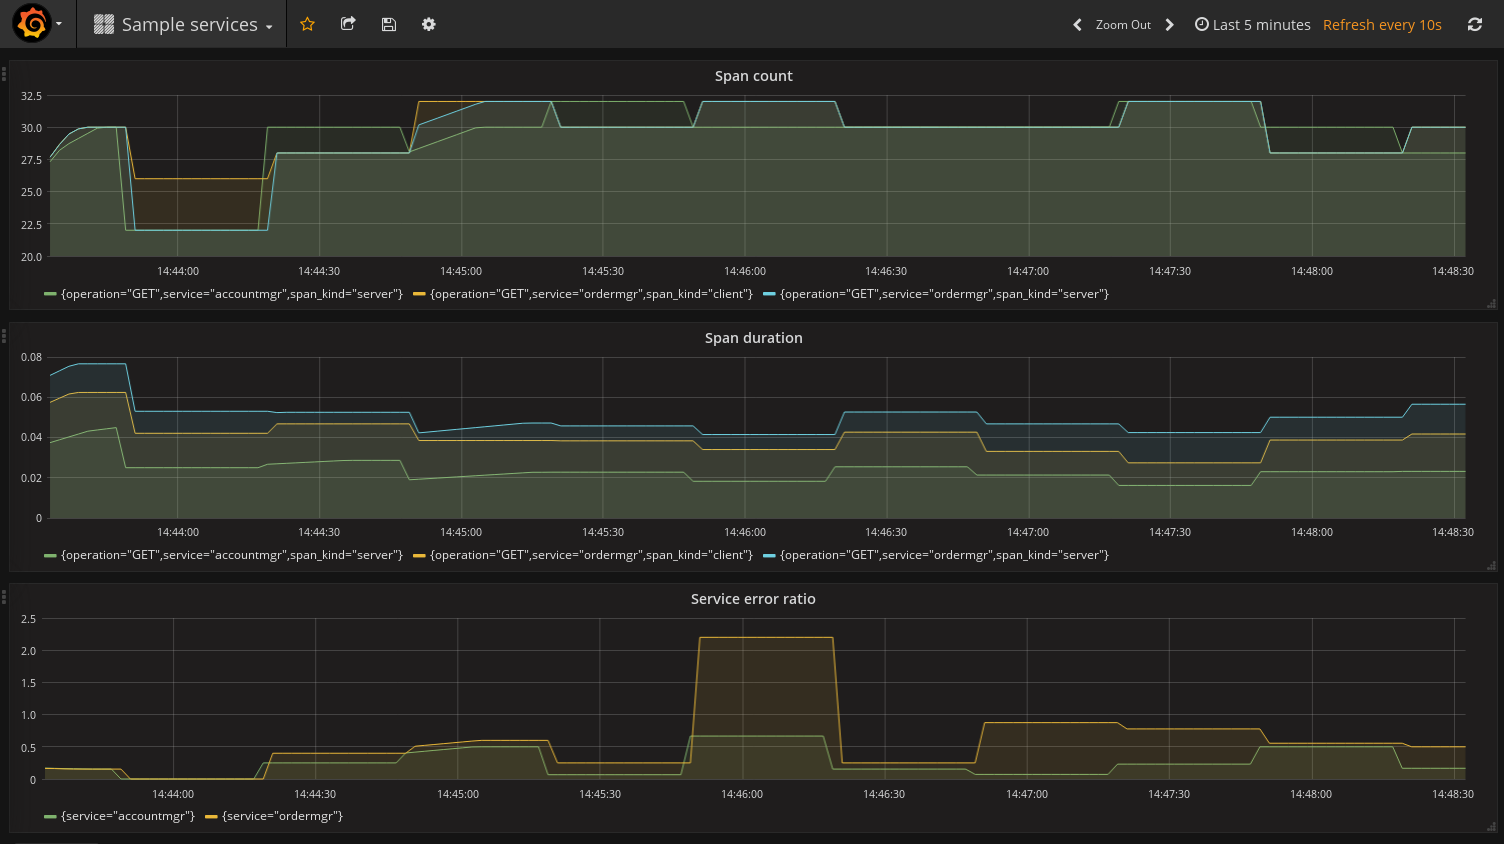 Sample services
Zoom Out
Last 5 minutes
Refresh every 10s
Span count
32.5
30.0
27.5
25.0
22.5
20.0
14:44:00 14:44:30 14:45:00 14:45:30 14:46:00 14:46:30 14:47:00 14:47:30 14:48:00 14:48:30
{operation="GET",service="accountmgr",span_kind="server"} {operation="GET",service="ordermgr",span_kind="client"} {operation="GET",service="ordermgr",span_kind="server"}
Span duration
0.08
0.06
0.04
0.02
0
14:44:00 14:44:30 14:45:00 14:45:30 14:46:00 14:46:30 14:47:00 14:47:30 14:48:00 14:48:30
{operation="GET",service="accountmgr",span_kind="server"} {operation="GET",service="ordermgr",span_kind="client"} {operation="GET",service="ordermgr",span_kind="server"}
Service error ratio
2.5
2.0
1.5
1.0
0.5
0
14:44:00 14:44:30 14:45:00 14:45:30 14:46:00 14:46:30 14:47:00 14:47:30 14:48:00 14:48:30
{service="accountmgr"} {service="ordermgr"}